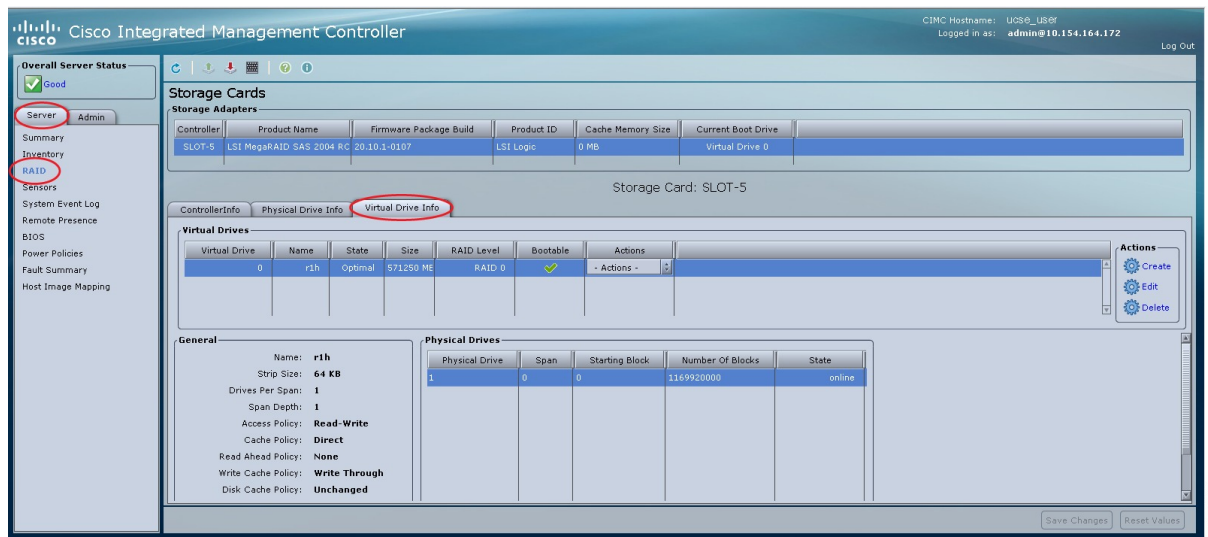 CISCO Cisco Integrated Management Controller
CIMC Hostname: ucse_user
Logged in as: admin@10.154.164.172
Log Out
Overall Server Status
Good
Server Admin
Summary
Inventory
RAID
Sensors
System Event Log
Remote Presence
BIOS
Power Policies
Fault Summary
Host Image Mapping
Storage Cards
Storage Adapters
Controller Product Name Firmware Package Build Product ID Cache Memory Size Current Boot Drive
SLOT-5 LSI MegaRAID SAS 2004 RO 20.10.1-0107 LSI Logic 0 MB Virtual Drive 0
Storage Card: SLOT-5
ControllerInfo Physical Drive Info Virtual Drive Info
Virtual Drives
Virtual Drive Name State Size RAID Level Bootable Actions
0 r1h Optimal 571250 MB RAID 0 - Actions -
Actions
Create
Edit
Delete
General
Name: r1h
Strip Size: 64 KB
Drives Per Span: 1
Span Depth: 1
Access Policy: Read-Write
Cache Policy: Direct
Read Ahead Policy: None
Write Cache Policy: Write Through
Disk Cache Policy: Unchanged
Physical Drives
Physical Drive Span Starting Block Number Of Blocks State
1 0 0 1169920000 online
Save Changes Reset Values